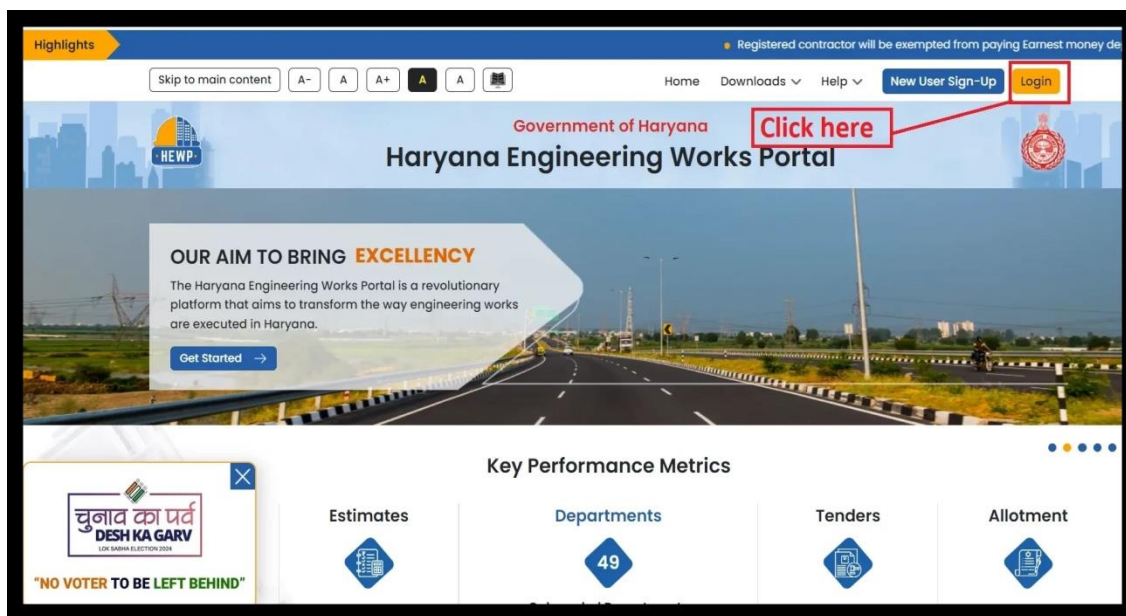 Highlights
Registered contractor will be exempted from paying Earnest money de
Skip to main content A- A A+ A A
Home Downloads Help New User Sign-Up Login
Click here
HEWP
Government of Haryana
Haryana Engineering Works Portal
OUR AIM TO BRING EXCELLENCY
The Haryana Engineering Works Portal is a revolutionary
platform that aims to transform the way engineering works
are executed in Haryana.
Get Started →
Key Performance Metrics
चुनाव का पर्व
DESH KA GARV
LOK SABHA ELECTION 2024
"NO VOTER TO BE LEFT BEHIND"
Estimates
Departments
49
Tenders
Allotment